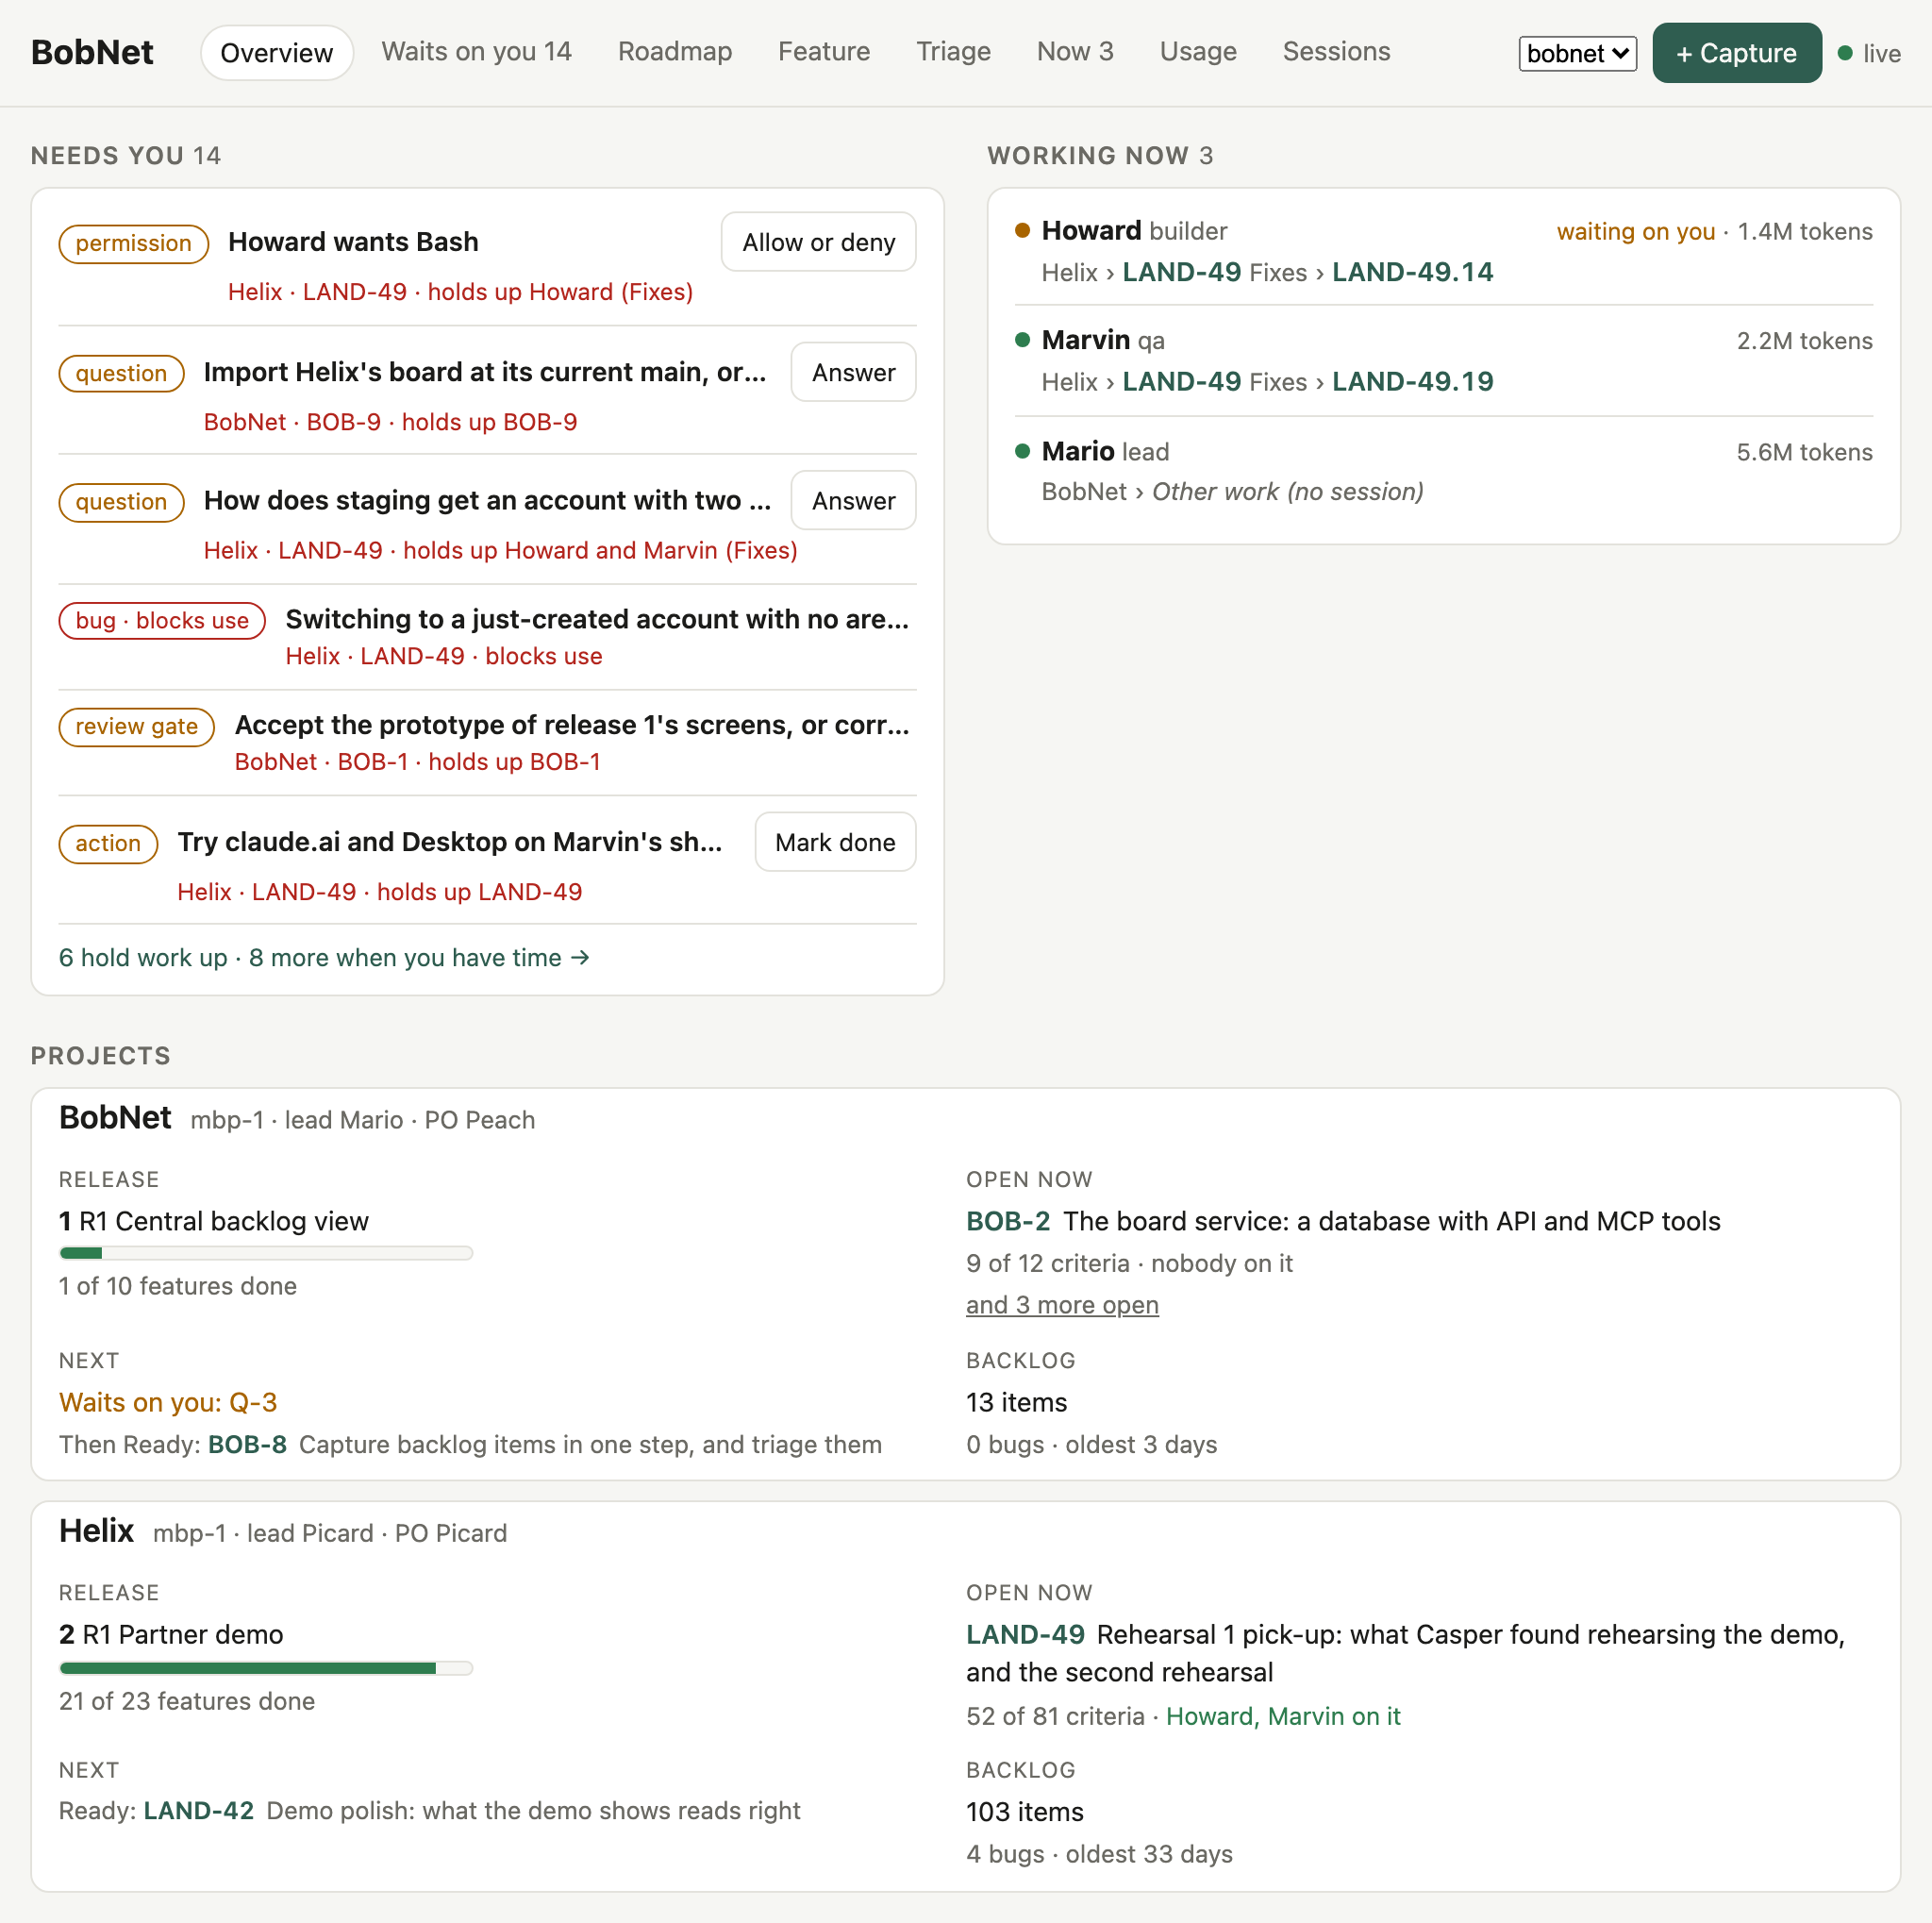 BobNet
Overview
Waits on you 14
Roadmap
Feature
Triage
Now 3
Usage
Sessions
bobnet
+ Capture
live
NEEDS YOU 14
permission
Howard wants Bash
Allow or deny
Helix · LAND-49 · holds up Howard (Fixes)
question
Import Helix's board at its current main, or...
Answer
BobNet · BOB-9 · holds up BOB-9
question
How does staging get an account with two ...
Answer
Helix · LAND-49 · holds up Howard and Marvin (Fixes)
bug · blocks use
Switching to a just-created account with no are...
Helix · LAND-49 · blocks use
review gate
Accept the prototype of release 1's screens, or corr...
BobNet · BOB-1 · holds up BOB-1
action
Try claude.ai and Desktop on Marvin's sh...
Mark done
Helix · LAND-49 · holds up LAND-49
6 hold work up · 8 more when you have time →
WORKING NOW 3
Howard builder
waiting on you · 1.4M tokens
Helix › LAND-49 Fixes › LAND-49.14
Marvin qa
2.2M tokens
Helix › LAND-49 Fixes › LAND-49.19
Mario lead
5.6M tokens
BobNet › Other work (no session)
PROJECTS
BobNet mbp-1 · lead Mario · PO Peach
RELEASE
1 R1 Central backlog view
1 of 10 features done
OPEN NOW
BOB-2 The board service: a database with API and MCP tools
9 of 12 criteria · nobody on it
and 3 more open
NEXT
Waits on you: Q-3
Then Ready: BOB-8 Capture backlog items in one step, and triage them
BACKLOG
13 items
0 bugs · oldest 3 days
Helix mbp-1 · lead Picard · PO Picard
RELEASE
2 R1 Partner demo
21 of 23 features done
OPEN NOW
LAND-49 Rehearsal 1 pick-up: what Casper found rehearsing the demo,
and the second rehearsal
52 of 81 criteria · Howard, Marvin on it
NEXT
Ready: LAND-42 Demo polish: what the demo shows reads right
BACKLOG
103 items
4 bugs · oldest 33 days